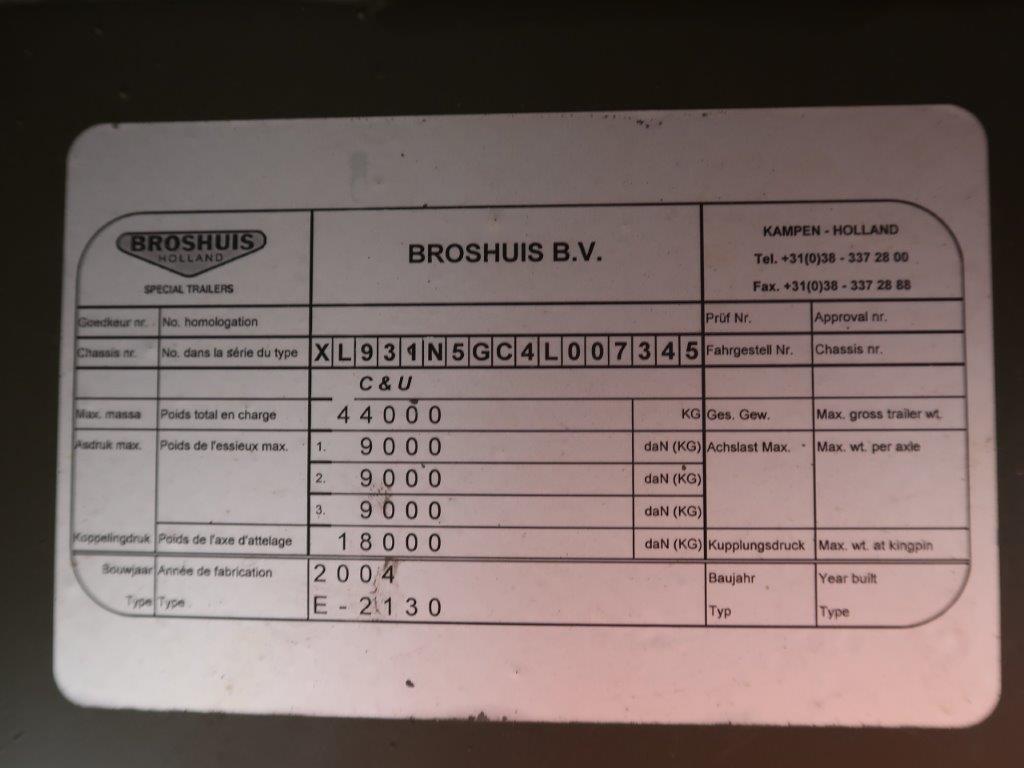 BROSHUIS
HOLLAND
SPECIAL TRAILERS
BROSHUIS B.V.
KAMPEN - HOLLAND
Tel. +31(0)38 - 337 28 00
Fax. +31(0)38 - 337 28 88
Goedkeur nr. No. homologation Prüf Nr. Approval nr.
Chassis nr. No. dans la série du type XL931N5GC4L007345 Fahrgestell Nr. Chassis nr.
C & U
Max. massa Poids total en charge 44000 KG Ges. Gew. Max. gross trailer wt.
Asdruk max. Poids de l'essieux max. 1. 9000 daN (KG) Achslast Max. Max. wt. per axle
2. 9000 daN (KG)
3. 9000 daN (KG)
Koppelingdruk Poids de l'axe d'attelage 18000 daN (KG) Kupplungsdruck Max. wt. at kingpin
Bouwjaar Année de fabrication 2004 Baujahr Year built
Type Type E-2130 Typ Type